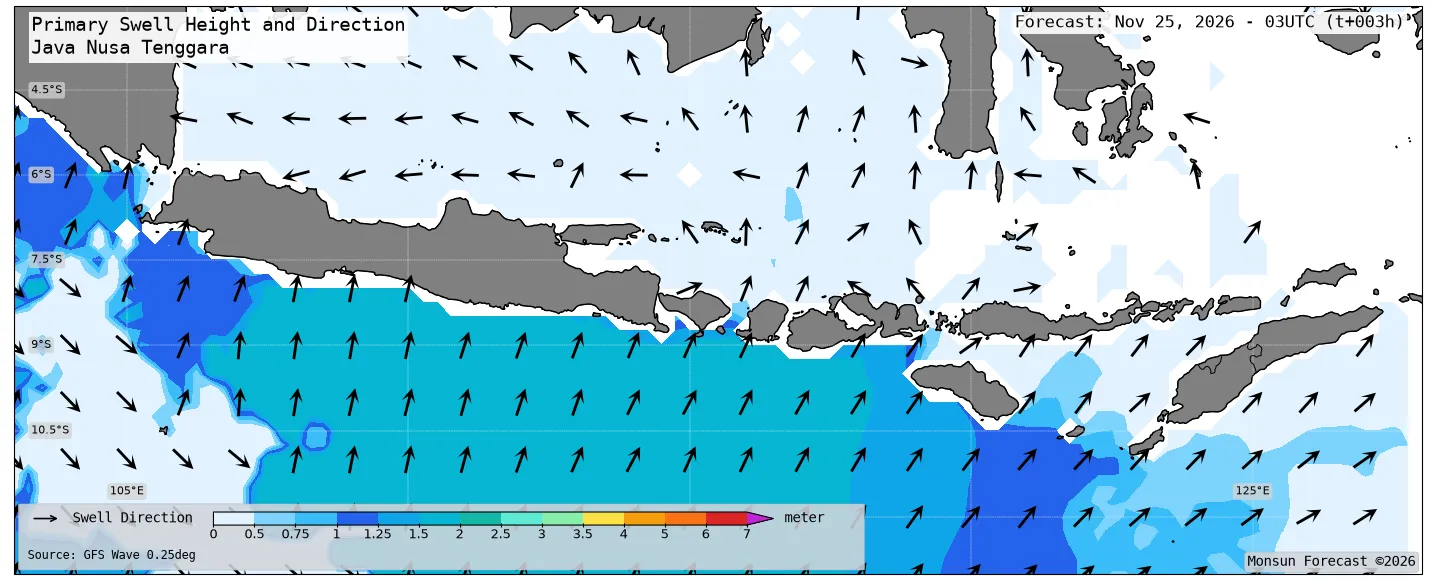 Primary Swell Height and Direction
Java Nusa Tenggara
Forecast: Nov 25, 2026 - 03UTC (t+003h)
4.5°S
6°S
7.5°S
9°S
10.5°S
105°E
125°E
Swell Direction
0 0.5 0.75 1 1.25 1.5 2 2.5 3 3.5 4 5 6 7
meter
Source: GFS Wave 0.25deg
Monsun Forecast ©2026